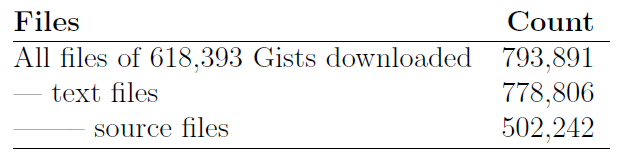 Files Count
All files of 618,393 Gists downloaded 793,891
— text files 778,806
——— source files 502,242